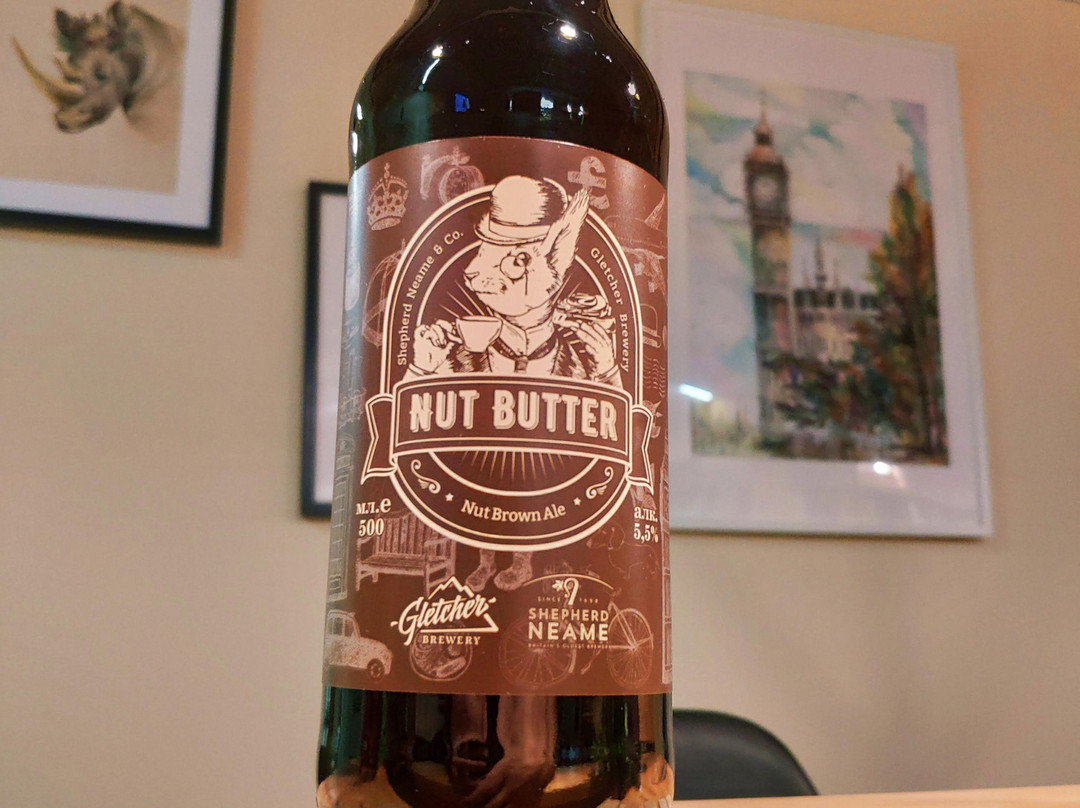 Shepherd Neame & Co.
Gletcher Brewery
NUT BUTTER
Nut Brown Ale
мл.e
500
алк.
5,5%
Gletcher
BREWERY
SINCE 1698
SHEPHERD
NEAME
BRITAIN'S OLDEST BREWER